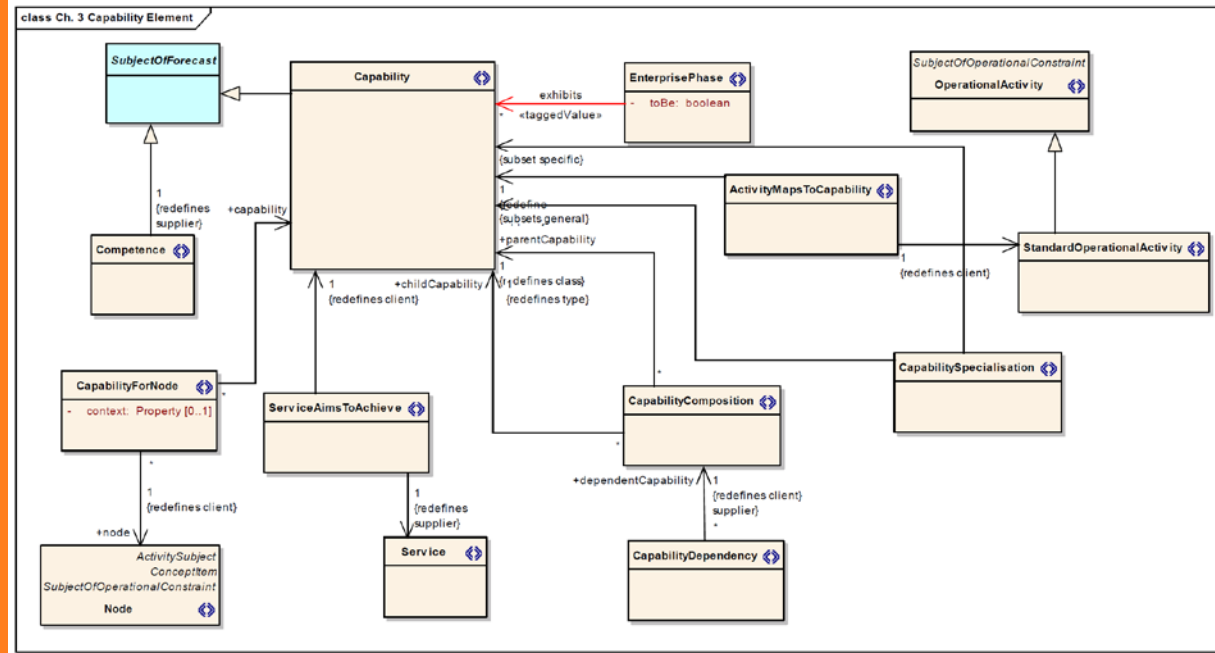 class Ch. 3 Capability Element
SubjectOfForecast
Capability
exhibits
*
«taggedValue»
EnterprisePhase
- toBe: boolean
SubjectOfOperationalConstraint
OperationalActivity
{subset specific}
ActivityMapsToCapability
1
{redefine
{subsets general}
1
{redefines
supplier}
+capability
+parentCapability
StandardOperationalActivity
1
{redefines client}
Competence
1
{redefines client}
+childCapability
1
{redefines class}
1
{redefines type}
CapabilitySpecialisation
CapabilityForNode
*
- context: Property [0..1]
ServiceAimsToAchieve
*
CapabilityComposition
*
*
1
{redefines client}
+node
1
{redefines
supplier}
+dependentCapability
1
{redefines client}
supplier}
*
ActivitySubject
ConceptItem
SubjectOfOperationalConstraint
Node
Service
CapabilityDependency